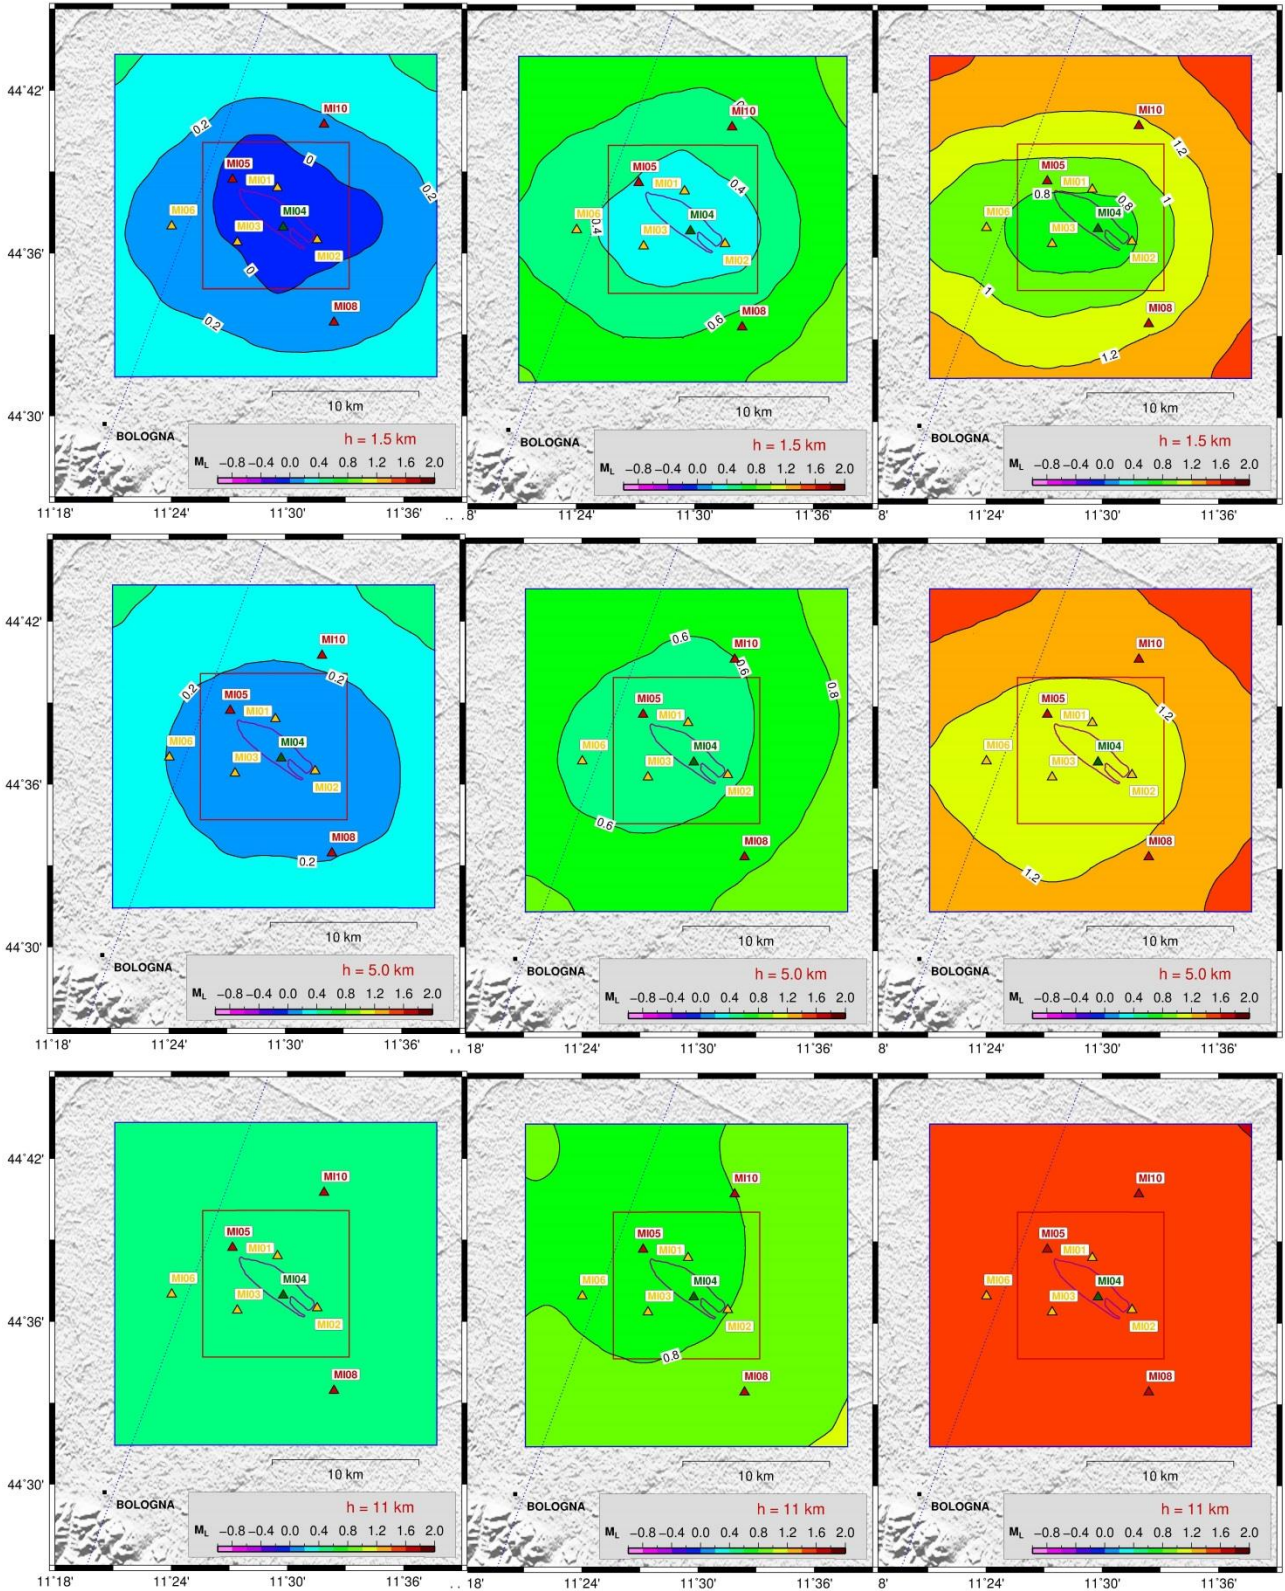 44°42'
44°36'
44°30'
MI10
MI05
MI01
MI06
MI04
MI03
MI02
MI08
0.2
0
0.2
0
0.2
10 km
BOLOGNA
h = 1.5 km
M_L −0.8 −0.4 0.0 0.4 0.8 1.2 1.6 2.0
11°18' 11°24' 11°30' 11°36'
MI10
MI05
MI01
0.4
MI06
MI04
0.4
MI03
MI02
MI08
0.6
10 km
BOLOGNA
h = 1.5 km
M_L −0.8 −0.4 0.0 0.4 0.8 1.2 1.6 2.0
8' 11°24' 11°30' 11°36'
MI10
1.2
MI05
MI01
0.8
0.8
1
MI06
MI04
MI03
MI02
1
MI08
1.2
10 km
BOLOGNA
h = 1.5 km
M_L −0.8 −0.4 0.0 0.4 0.8 1.2 1.6 2.0
8' 11°24' 11°30' 11°36'
44°42'
44°36'
44°30'
MI10
0.2
0.2
MI05
MI01
MI06
MI04
MI03
MI02
MI08
0.2
10 km
BOLOGNA
h = 5.0 km
M_L −0.8 −0.4 0.0 0.4 0.8 1.2 1.6 2.0
11°18' 11°24' 11°30' 11°36'
0.6
MI10
0.6
0.8
MI05
MI01
MI06
MI04
MI03
MI02
0.6
MI08
10 km
BOLOGNA
h = 5.0 km
M_L −0.8 −0.4 0.0 0.4 0.8 1.2 1.6 2.0
18' 11°24' 11°30' 11°36'
MI10
MI05
1.2
MI01
MI06
MI04
MI03
MI02
MI08
1.2
10 km
BOLOGNA
h = 5.0 km
M_L −0.8 −0.4 0.0 0.4 0.8 1.2 1.6 2.0
8' 11°24' 11°30' 11°36'
44°42'
44°36'
44°30'
MI10
MI05
MI01
MI06
MI04
MI03
MI02
MI08
10 km
BOLOGNA
h = 11 km
M_L −0.8 −0.4 0.0 0.4 0.8 1.2 1.6 2.0
11°18' 11°24' 11°30' 11°36'
MI10
MI05
MI01
MI06
MI04
MI03
MI02
0.8
MI08
10 km
BOLOGNA
h = 11 km
M_L −0.8 −0.4 0.0 0.4 0.8 1.2 1.6 2.0
18' 11°24' 11°30' 11°36'
MI10
MI05
MI01
MI06
MI04
MI03
MI02
MI08
10 km
BOLOGNA
h = 11 km
M_L −0.8 −0.4 0.0 0.4 0.8 1.2 1.6 2.0
8' 11°24' 11°30' 11°36'